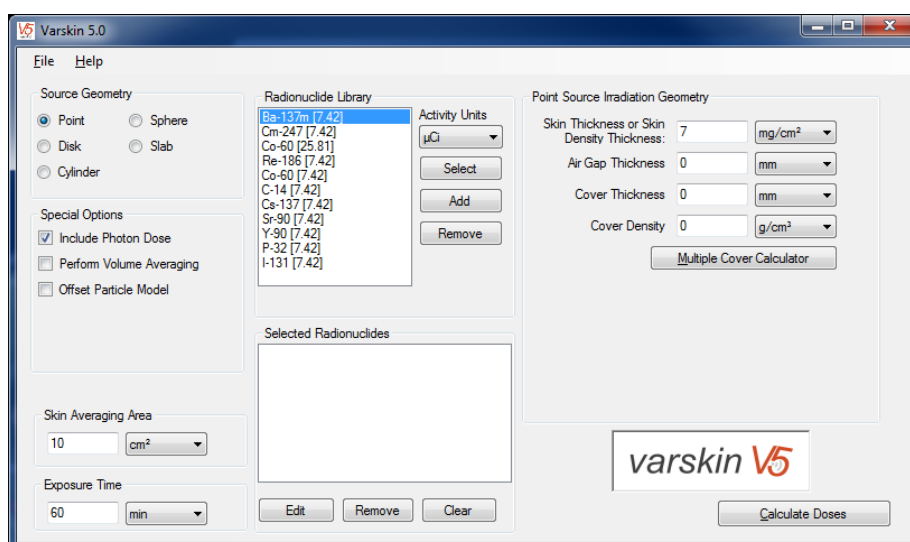 Varskin 5.0
File Help
Source Geometry
Point Sphere
Disk Slab
Cylinder
Special Options
Include Photon Dose
Perform Volume Averaging
Offset Particle Model
Skin Averaging Area
10 cm²
Exposure Time
60 min
Radionuclide Library
Ba-137m [7.42]
Cm-247 [7.42]
Co-60 [25.81]
Re-186 [7.42]
Co-60 [7.42]
C-14 [7.42]
Cs-137 [7.42]
Sr-90 [7.42]
Y-90 [7.42]
P-32 [7.42]
I-131 [7.42]
Activity Units
µCi
Select
Add
Remove
Selected Radionuclides
Edit Remove Clear
Point Source Irradiation Geometry
Skin Thickness or Skin
Density Thickness: 7 mg/cm²
Air Gap Thickness 0 mm
Cover Thickness 0 mm
Cover Density 0 g/cm³
Multiple Cover Calculator
varskin V5
Calculate Doses